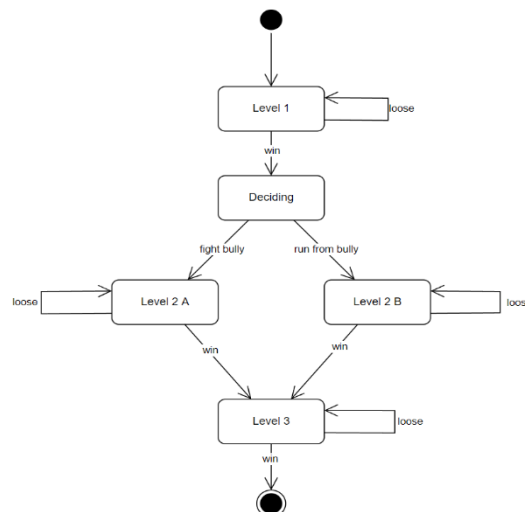 Level 1
loose
win
Deciding
fight bully
run from bully
loose
Level 2 A
Level 2 B
loos
win
win
Level 3
loose
win